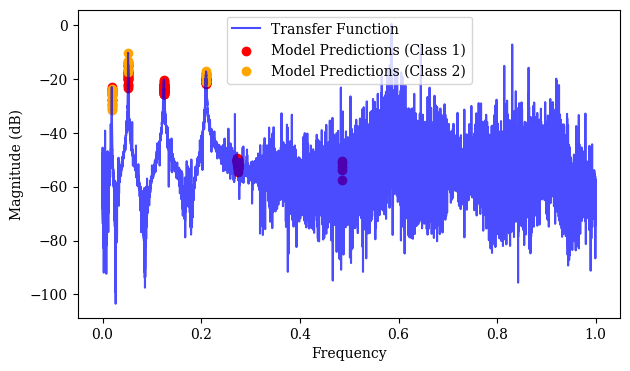 Transfer Function
Model Predictions (Class 1)
Model Predictions (Class 2)
Magnitude (dB)
0
−20
−40
−60
−80
−100
0.0 0.2 0.4 0.6 0.8 1.0
Frequency